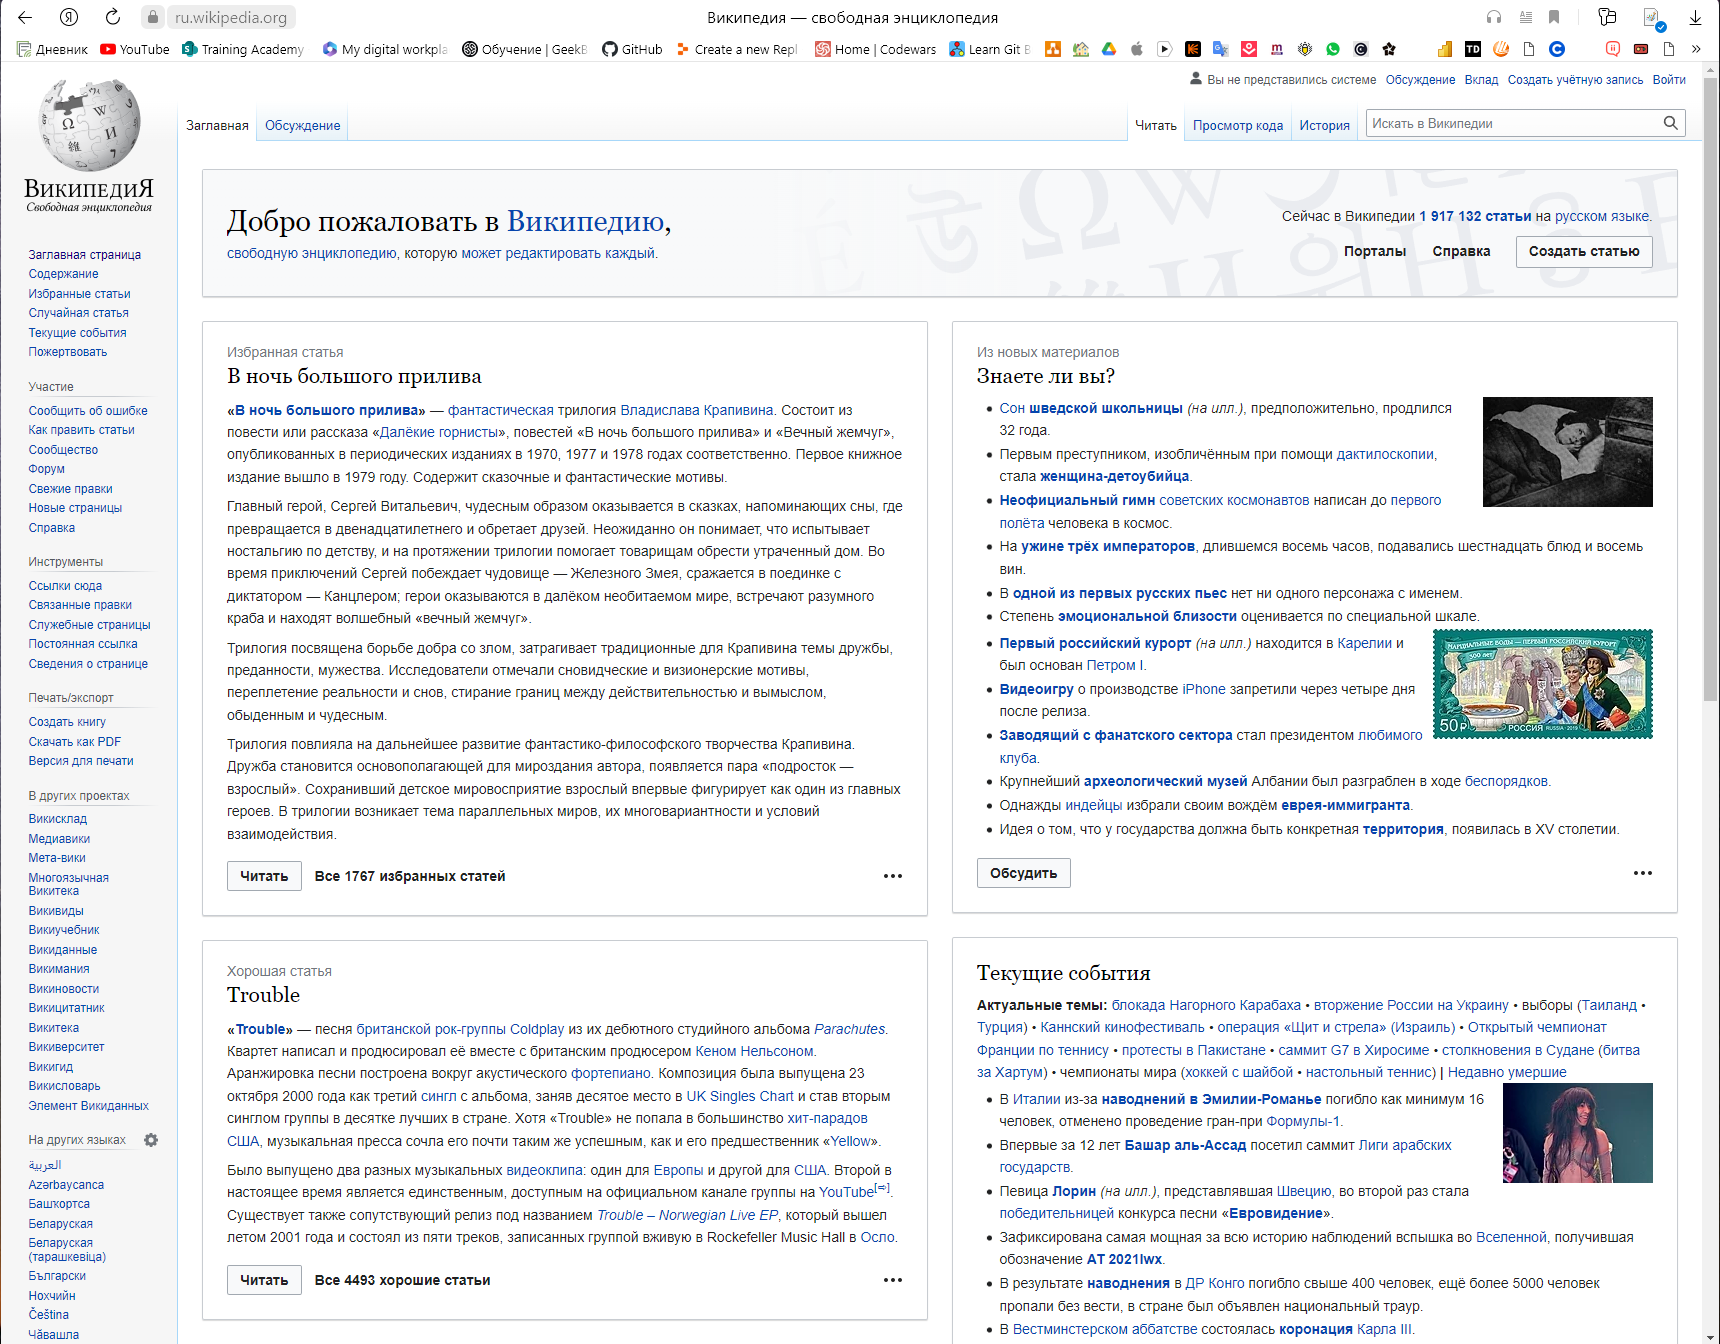 ru.wikipedia.org
Википедия — свободная энциклопедия
Дневник
YouTube
Training Academy
My digital workpla
Обучение | GeekB
GitHub
Create a new Repl
Home | Codewars
Learn Git B
Вы не представились системе Обсуждение Вклад Создать учётную запись Войти
ВикипедиЯ
Свободная энциклопедия
Заглавная Обсуждение
Читать Просмотр кода История
Искать в Википедии
Заглавная страница
Содержание
Избранные статьи
Случайная статья
Текущие события
Пожертвовать
Участие
Сообщить об ошибке
Как править статьи
Сообщество
Форум
Свежие правки
Новые страницы
Справка
Инструменты
Ссылки сюда
Связанные правки
Служебные страницы
Постоянная ссылка
Сведения о странице
Печать/экспорт
Создать книгу
Скачать как PDF
Версия для печати
В других проектах
Викисклад
Медиавики
Мета-вики
Многоязычная
Викитека
Викивиды
Викиучебник
Викиданные
Викимания
Викиновости
Викицитатник
Викитека
Викиверситет
Викигид
Викисловарь
Элемент Викиданных
На других языках
العربية
Azərbaycanca
Башҡортса
Беларуская
Беларуская
(тарашкевіца)
Български
Нохчийн
Čeština
Чӑвашла
Добро пожаловать в Википедию,
свободную энциклопедию, которую может редактировать каждый.
Сейчас в Википедии 1 917 132 статьи на русском языке.
Порталы Справка Создать статью
Избранная статья
В ночь большого прилива
«В ночь большого прилива» — фантастическая трилогия Владислава Крапивина. Состоит из
повести или рассказа «Далёкие горнисты», повестей «В ночь большого прилива» и «Вечный жемчуг»,
опубликованных в периодических изданиях в 1970, 1977 и 1978 годах соответственно. Первое книжное
издание вышло в 1979 году. Содержит сказочные и фантастические мотивы.
Главный герой, Сергей Витальевич, чудесным образом оказывается в сказках, напоминающих сны, где
превращается в двенадцатилетнего и обретает друзей. Неожиданно он понимает, что испытывает
ностальгию по детству, и на протяжении трилогии помогает товарищам обрести утраченный дом. Во
время приключений Сергей побеждает чудовище — Железного Змея, сражается в поединке с
диктатором — Канцлером; герои оказываются в далёком необитаемом мире, встречают разумного
краба и находят волшебный «вечный жемчуг».
Трилогия посвящена борьбе добра со злом, затрагивает традиционные для Крапивина темы дружбы,
преданности, мужества. Исследователи отмечали сновидческие и визионерские мотивы,
переплетение реальности и снов, стирание границ между действительностью и вымыслом,
обыденным и чудесным.
Трилогия повлияла на дальнейшее развитие фантастико-философского творчества Крапивина.
Дружба становится основополагающей для мироздания автора, появляется пара «подросток —
взрослый». Сохранивший детское мировосприятие взрослый впервые фигурирует как один из главных
героев. В трилогии возникает тема параллельных миров, их многовариантности и условий
взаимодействия.
Читать Все 1767 избранных статей
Хорошая статья
Trouble
«Trouble» — песня британской рок-группы Coldplay из их дебютного студийного альбома Parachutes.
Квартет написал и продюсировал её вместе с британским продюсером Кеном Нельсоном.
Аранжировка песни построена вокруг акустического фортепиано. Композиция была выпущена 23
октября 2000 года как третий сингл с альбома, заняв десятое место в UK Singles Chart и став вторым
синглом группы в десятке лучших в стране. Хотя «Trouble» не попала в большинство хит-парадов
США, музыкальная пресса сочла его почти таким же успешным, как и его предшественник «Yellow».
Было выпущено два разных музыкальных видеоклипа: один для Европы и другой для США. Второй в
настоящее время является единственным, доступным на официальном канале группы на YouTube[⇨].
Существует также сопутствующий релиз под названием Trouble – Norwegian Live EP, который вышел
летом 2001 года и состоял из пяти треков, записанных группой вживую в Rockefeller Music Hall в Осло.
Читать Все 4493 хорошие статьи
Из новых материалов
Знаете ли вы?
Сон шведской школьницы (на илл.), предположительно, продлился
32 года.
Первым преступником, изобличённым при помощи дактилоскопии,
стала женщина-детоубийца.
Неофициальный гимн советских космонавтов написан до первого
полёта человека в космос.
На ужине трёх императоров, длившемся восемь часов, подавались шестнадцать блюд и восемь
вин.
В одной из первых русских пьес нет ни одного персонажа с именем.
Степень эмоциональной близости оценивается по специальной шкале.
Первый российский курорт (на илл.) находится в Карелии и
был основан Петром I.
Видеоигру о производстве iPhone запретили через четыре дня
после релиза.
Заводящий с фанатского сектора стал президентом любимого
клуба.
Крупнейший археологический музей Албании был разграблен в ходе беспорядков.
Однажды индейцы избрали своим вождём еврея-иммигранта.
Идея о том, что у государства должна быть конкретная территория, появилась в XV столетии.
МАРЦИАЛЬНЫЕ ВОДЫ — ПЕРВЫЙ РОССИЙСКИЙ КУРОРТ
300 лет
50₽ РОССИЯ RUSSIA · 2019
Обсудить
Текущие события
Актуальные темы: блокада Нагорного Карабаха • вторжение России на Украину • выборы (Таиланд •
Турция) • Каннский кинофестиваль • операция «Щит и стрела» (Израиль) • Открытый чемпионат
Франции по теннису • протесты в Пакистане • саммит G7 в Хиросиме • столкновения в Судане (битва
за Хартум) • чемпионаты мира (хоккей с шайбой • настольный теннис) | Недавно умершие
В Италии из-за наводнений в Эмилии-Романье погибло как минимум 16
человек, отменено проведение гран-при Формулы-1.
Впервые за 12 лет Башар аль-Ассад посетил саммит Лиги арабских
государств.
Певица Лорин (на илл.), представлявшая Швецию, во второй раз стала
победительницей конкурса песни «Евровидение».
Зафиксирована самая мощная за всю историю наблюдений вспышка во Вселенной, получившая
обозначение AT 2021lwx.
В результате наводнения в ДР Конго погибло свыше 400 человек, ещё более 5000 человек
пропали без вести, в стране был объявлен национальный траур.
В Вестминстерском аббатстве состоялась коронация Карла III.